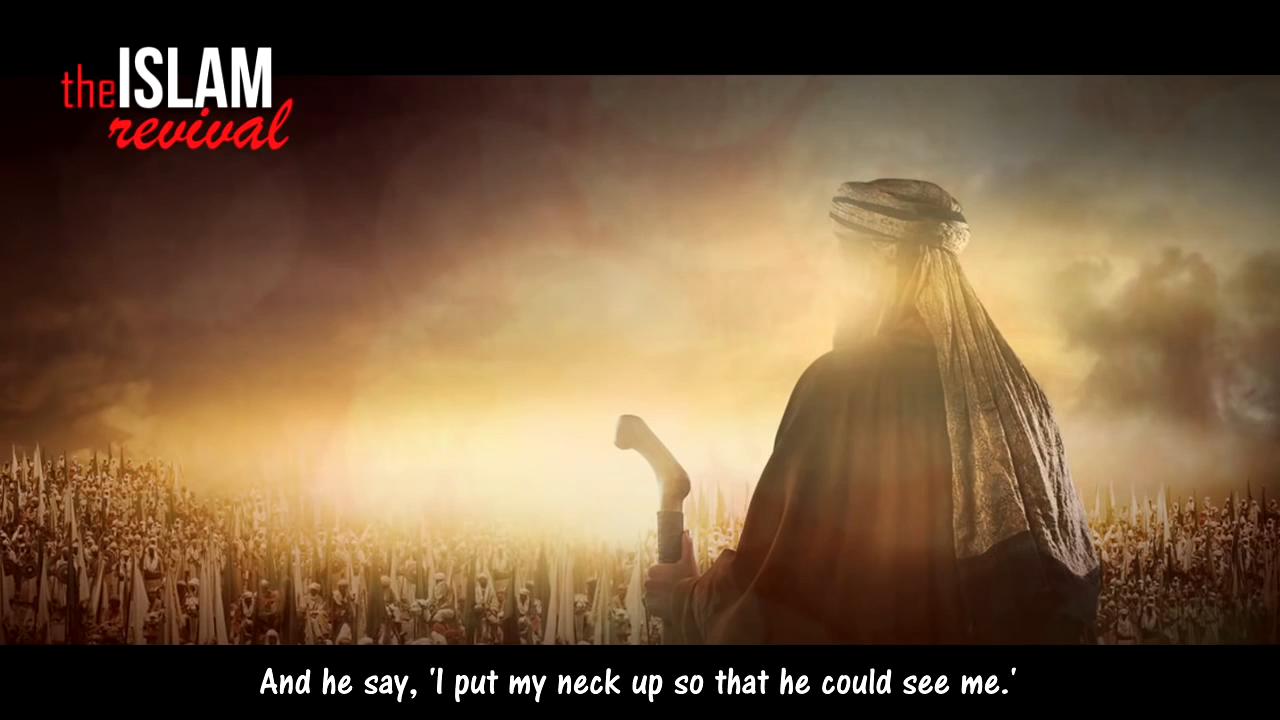 the ISLAM
revival
And he say, 'I put my neck up so that he could see me.'